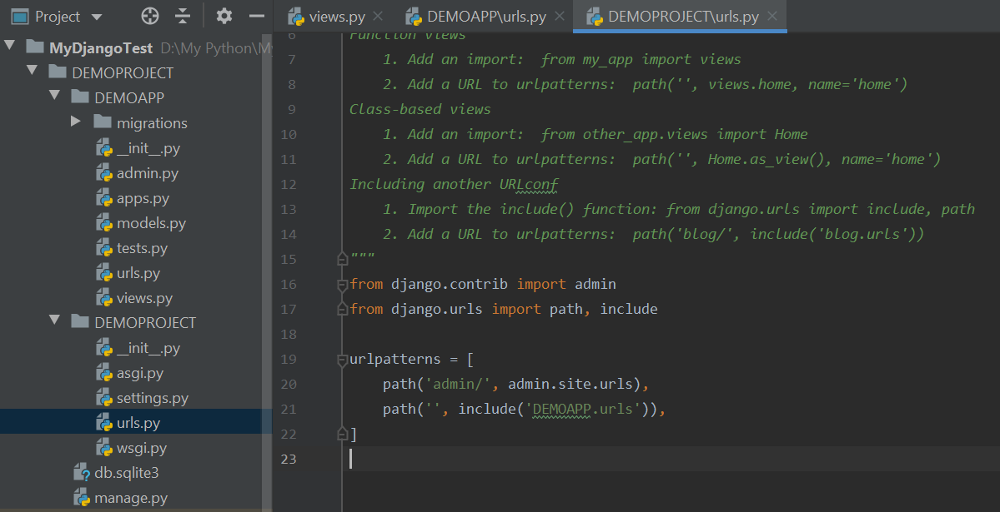 Project
views.py
DEMOAPP\urls.py
DEMOPROJECT\urls.py
MyDjangoTest D:\My Python\My
DEMOPROJECT
DEMOAPP
migrations
__init__.py
admin.py
apps.py
models.py
tests.py
urls.py
views.py
DEMOPROJECT
__init__.py
asgi.py
settings.py
urls.py
wsgi.py
db.sqlite3
manage.py
6 Function views
7 1. Add an import:  from my_app import views
8 2. Add a URL to urlpatterns:  path('', views.home, name='home')
9 Class-based views
10 1. Add an import:  from other_app.views import Home
11 2. Add a URL to urlpatterns:  path('', Home.as_view(), name='home')
12 Including another URLconf
13 1. Import the include() function: from django.urls import include, path
14 2. Add a URL to urlpatterns:  path('blog/', include('blog.urls'))
15 """
16 from django.contrib import admin
17 from django.urls import path, include
18
19 urlpatterns = [
20 path('admin/', admin.site.urls),
21 path('', include('DEMOAPP.urls')),
22 ]
23